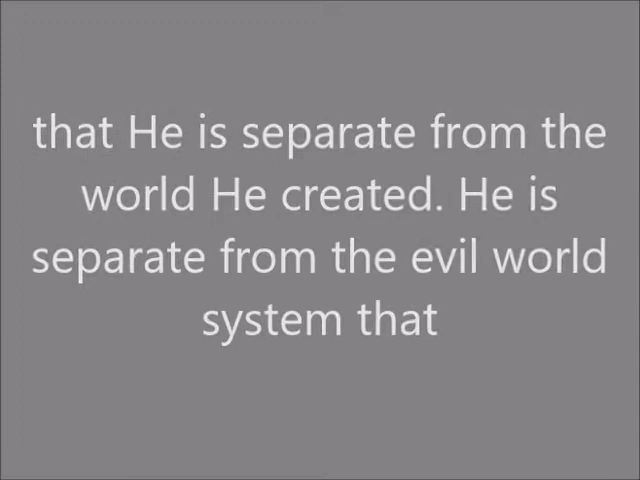 that He is separate from the
world He created. He is
separate from the evil world
system that